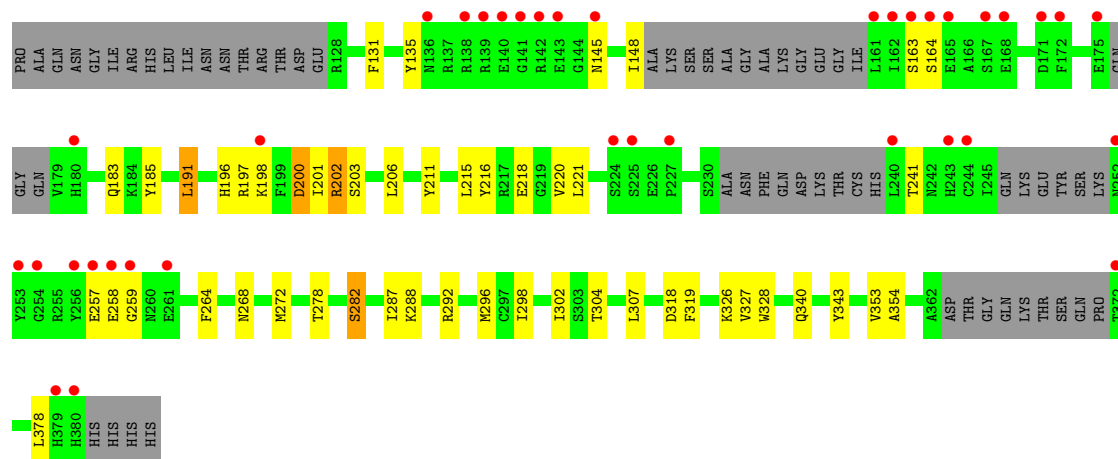 PRO ALA GLN ASN GLY ILE ARG HIS LEU ILE ASN ASN THR ARG THR ASP GLU R128 F131 Y135 N136 R137 R138 R139 E140 G141 R142 E143 G144 N145 I148 ALA LYS SER SER ALA GLY ALA LYS GLY GLU GLY ILE L161 I162 S163 S164 E165 A166 S167 E168 D171 F172 E175 GLN
GLY GLN V179 H180 Q183 K184 Y185 L191 H196 R197 K198 F199 D200 I201 R202 S203 L206 Y211 L215 Y216 R217 E218 G219 V220 L221 S224 S225 E226 P227 S230 ALA ASN PHE GLN ASP LYS THR CYS HIS L240 T241 N242 H243 C244 I245 GLN LYS GLU TYR SER LYS N252
Y253 G254 R255 Y256 E257 E258 G259 N260 E261 F264 N268 M272 T278 S282 I287 K288 R292 M296 C297 I298 I302 S303 T304 L307 D318 F319 K326 V327 W328 Q340 Y343 V353 A354 A362 ASP THR GLY GLN LYS THR SER GLN PRO T372
L378 H379 H380 HIS HIS HIS HIS